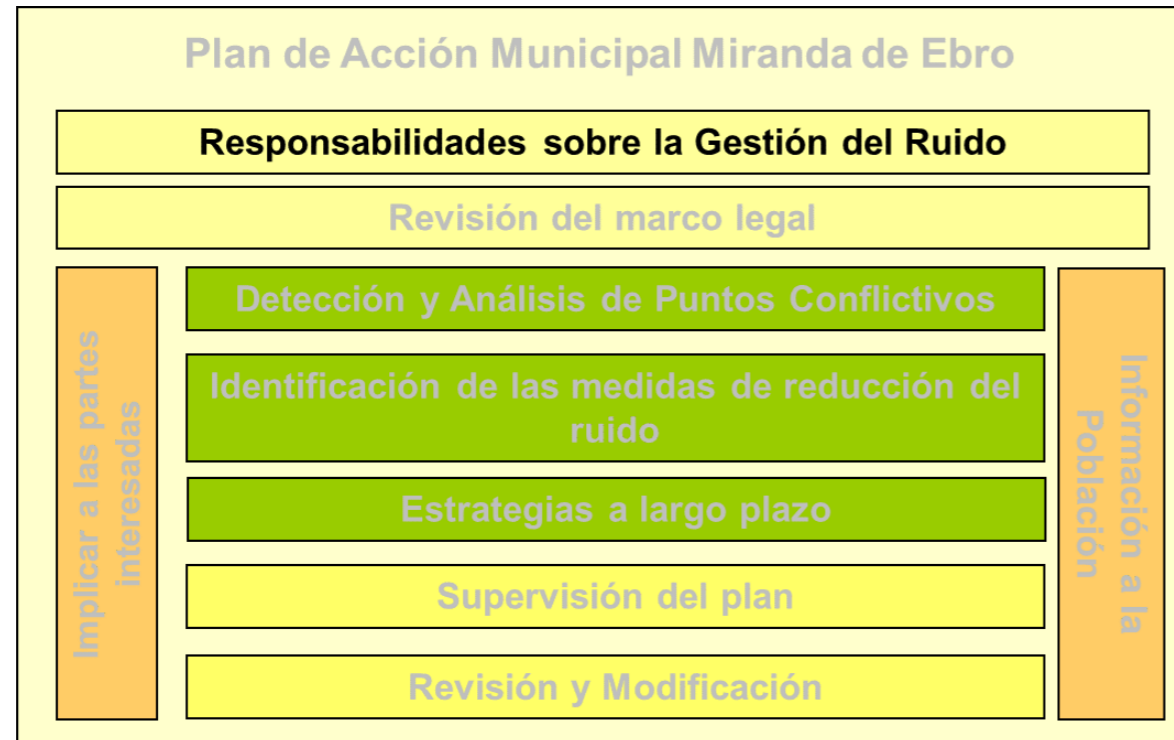 Plan de Acción Municipal Miranda de Ebro
Responsabilidades sobre la Gestión del Ruido
Revisión del marco legal
Implicar a las partes
interesadas
Detección y Análisis de Puntos Conflictivos
Identificación de las medidas de reducción del
ruido
Estrategias a largo plazo
Supervisión del plan
Revisión y Modificación
Información a la
Población